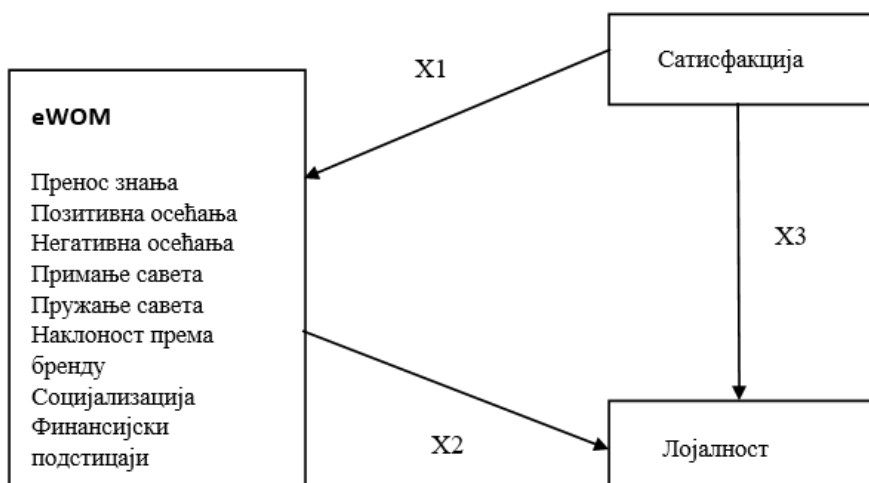 X1
Сатисфакција
eWOM
Пренос знања
Позитивна осећања
Негативна осећања
Примање савета
Пружање савета
Наклоност према
бренду
Социјализација
Финансијски
подстицаји
X3
X2
Лојалност